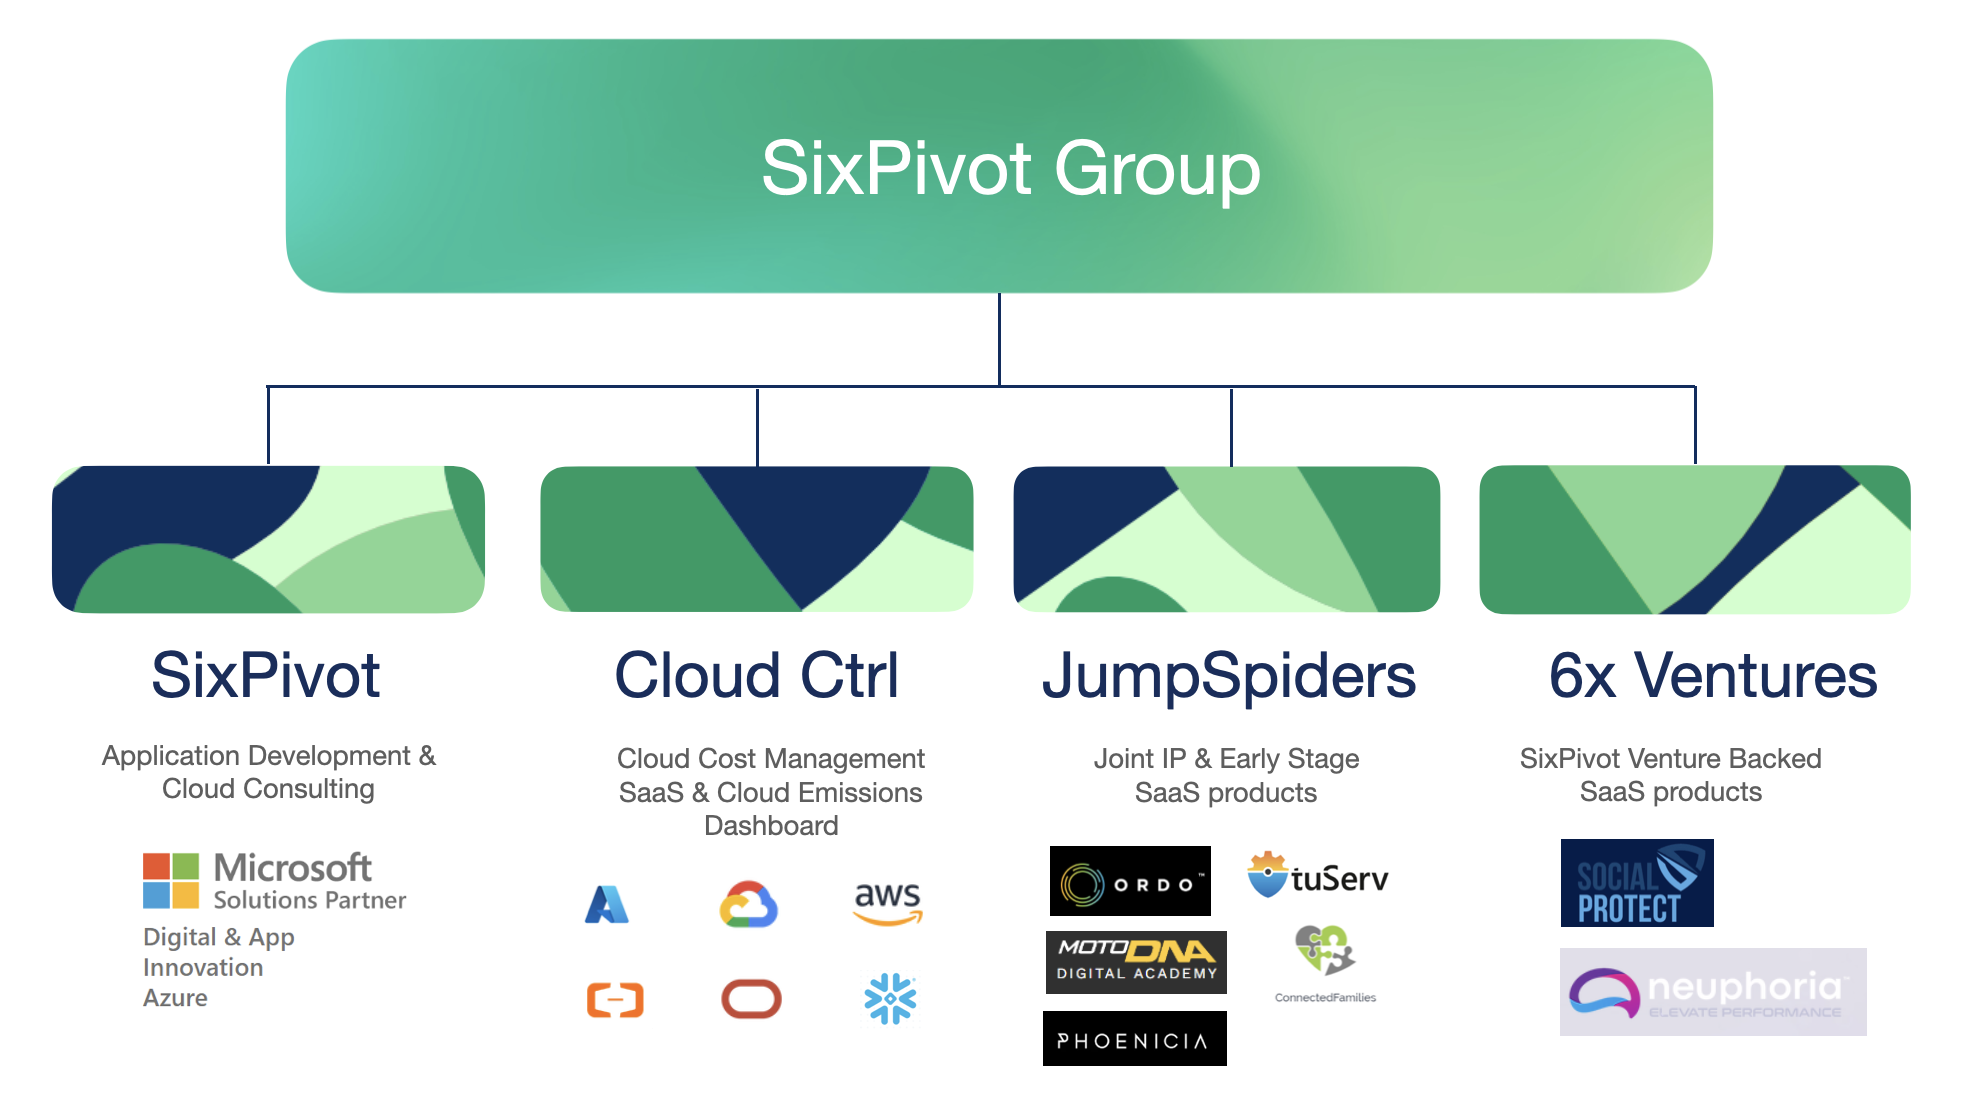 SixPivot Group
SixPivot
Application Development &
Cloud Consulting
Microsoft
Solutions Partner
Digital & App
Innovation
Azure
Cloud Ctrl
Cloud Cost Management
SaaS & Cloud Emissions
Dashboard
aws
JumpSpiders
Joint IP & Early Stage
SaaS products
ORDO™
tuServ
MOTODNA
DIGITAL ACADEMY
ConnectedFamilies
PHOENICIA
6x Ventures
SixPivot Venture Backed
SaaS products
SOCIAL
PROTECT
neuphoria™
ELEVATE PERFORMANCE